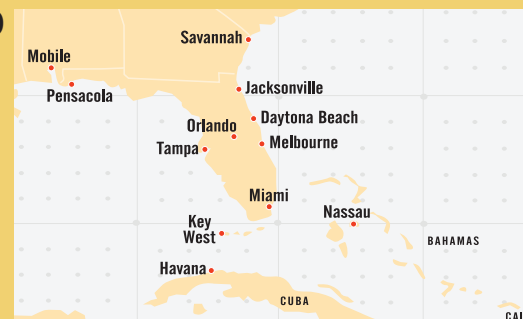 Savannah
Mobile
Pensacola
Jacksonville
Daytona Beach
Orlando
Melbourne
Tampa
Miami
Nassau
Key
West
BAHAMAS
Havana
CUBA